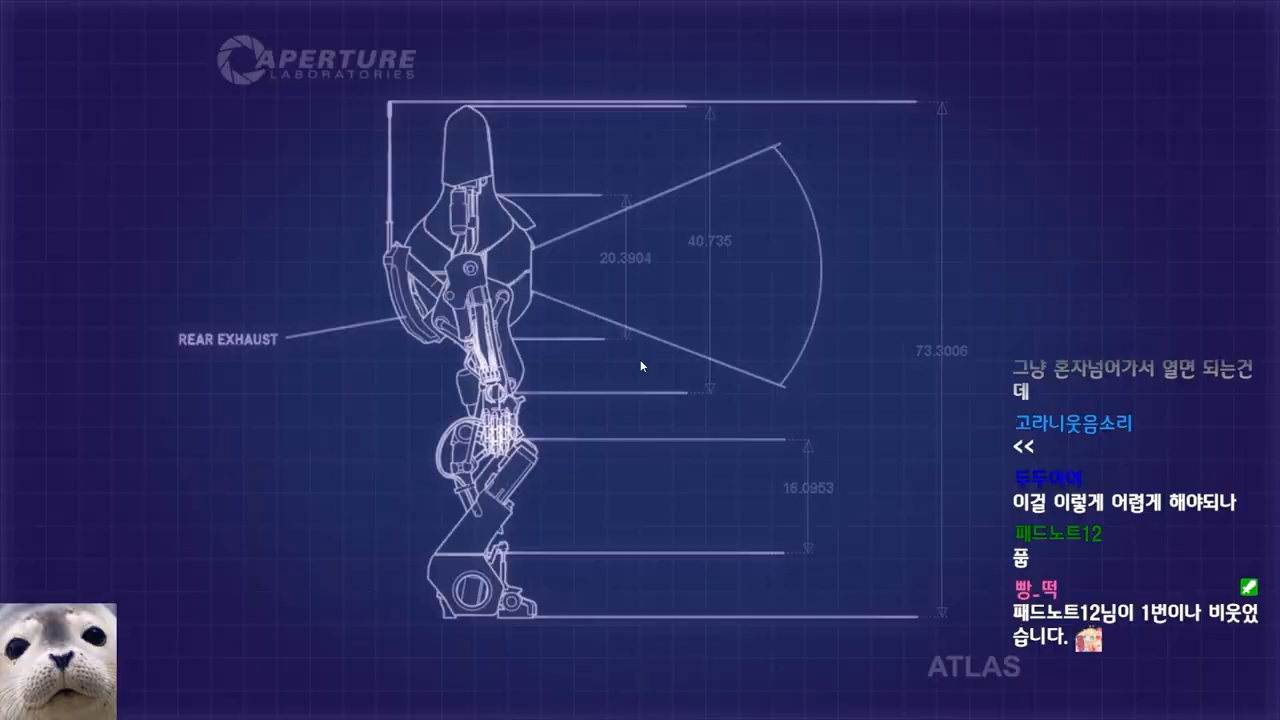 APERTURE
LABORATORIES
40.735
20.3904
REAR EXHAUST
73.3006
16.0953
ATLAS
그냥 혼자넘어가서 열면 되는건
데
고라니웃음소리
<<
두두여여
이걸 이렇게 어렵게 해야되나
패드노트12
풉
빵_떡
패드노트12님이 1번이나 비웃었
습니다.